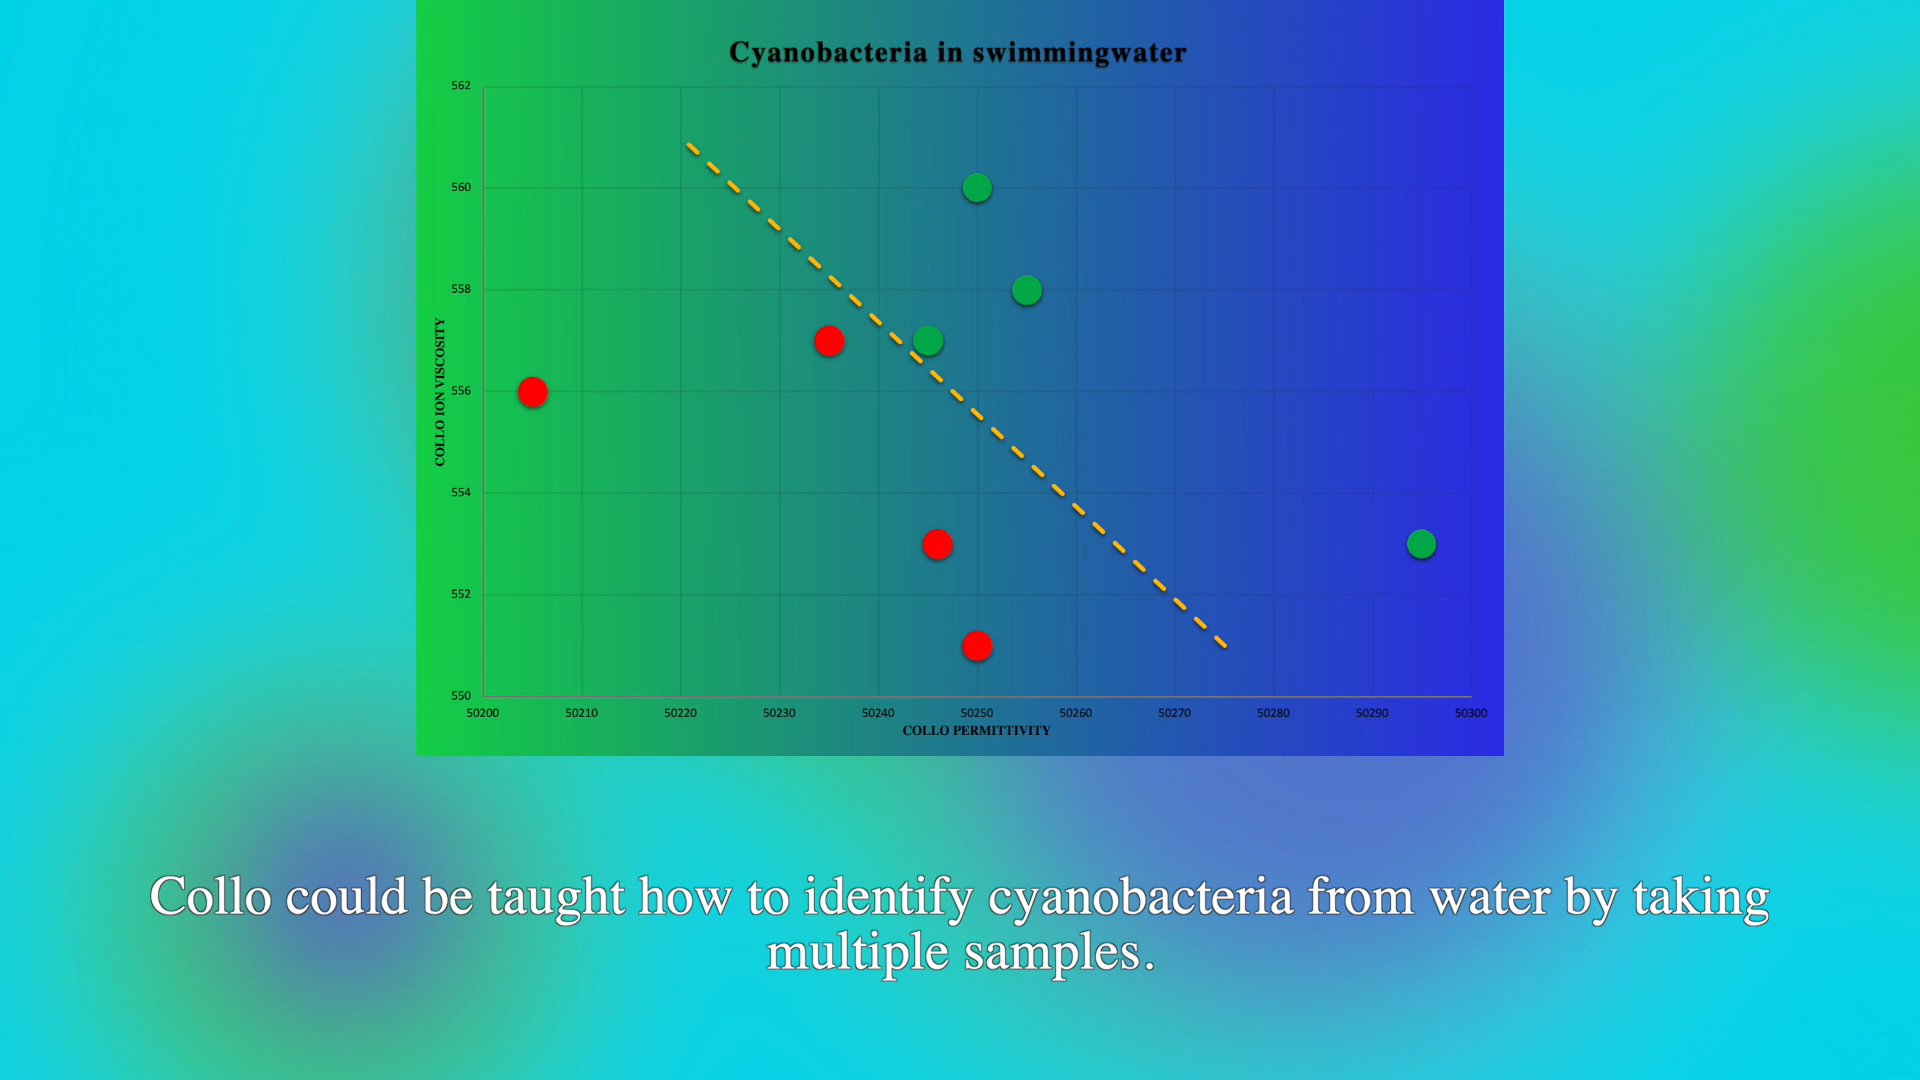 Cyanobacteria in swimmingwater
562
560
558
556
554
552
550
COLLO ION VISCOSITY
50200 50210 50220 50230 50240 50250 50260 50270 50280 50290 50300
COLLO PERMITTIVITY
Collo could be taught how to identify cyanobacteria from water by taking
multiple samples.